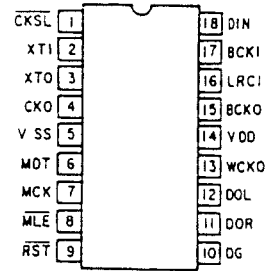 CKSL 1 18 DIN
XTI 2 17 BCKI
XTO 3 16 LRCI
CKO 4 15 BCKO
V SS 5 14 VDD
MDT 6 13 WCKO
MCK 7 12 DOL
MLE 8 11 DOR
RST 9 10 DG